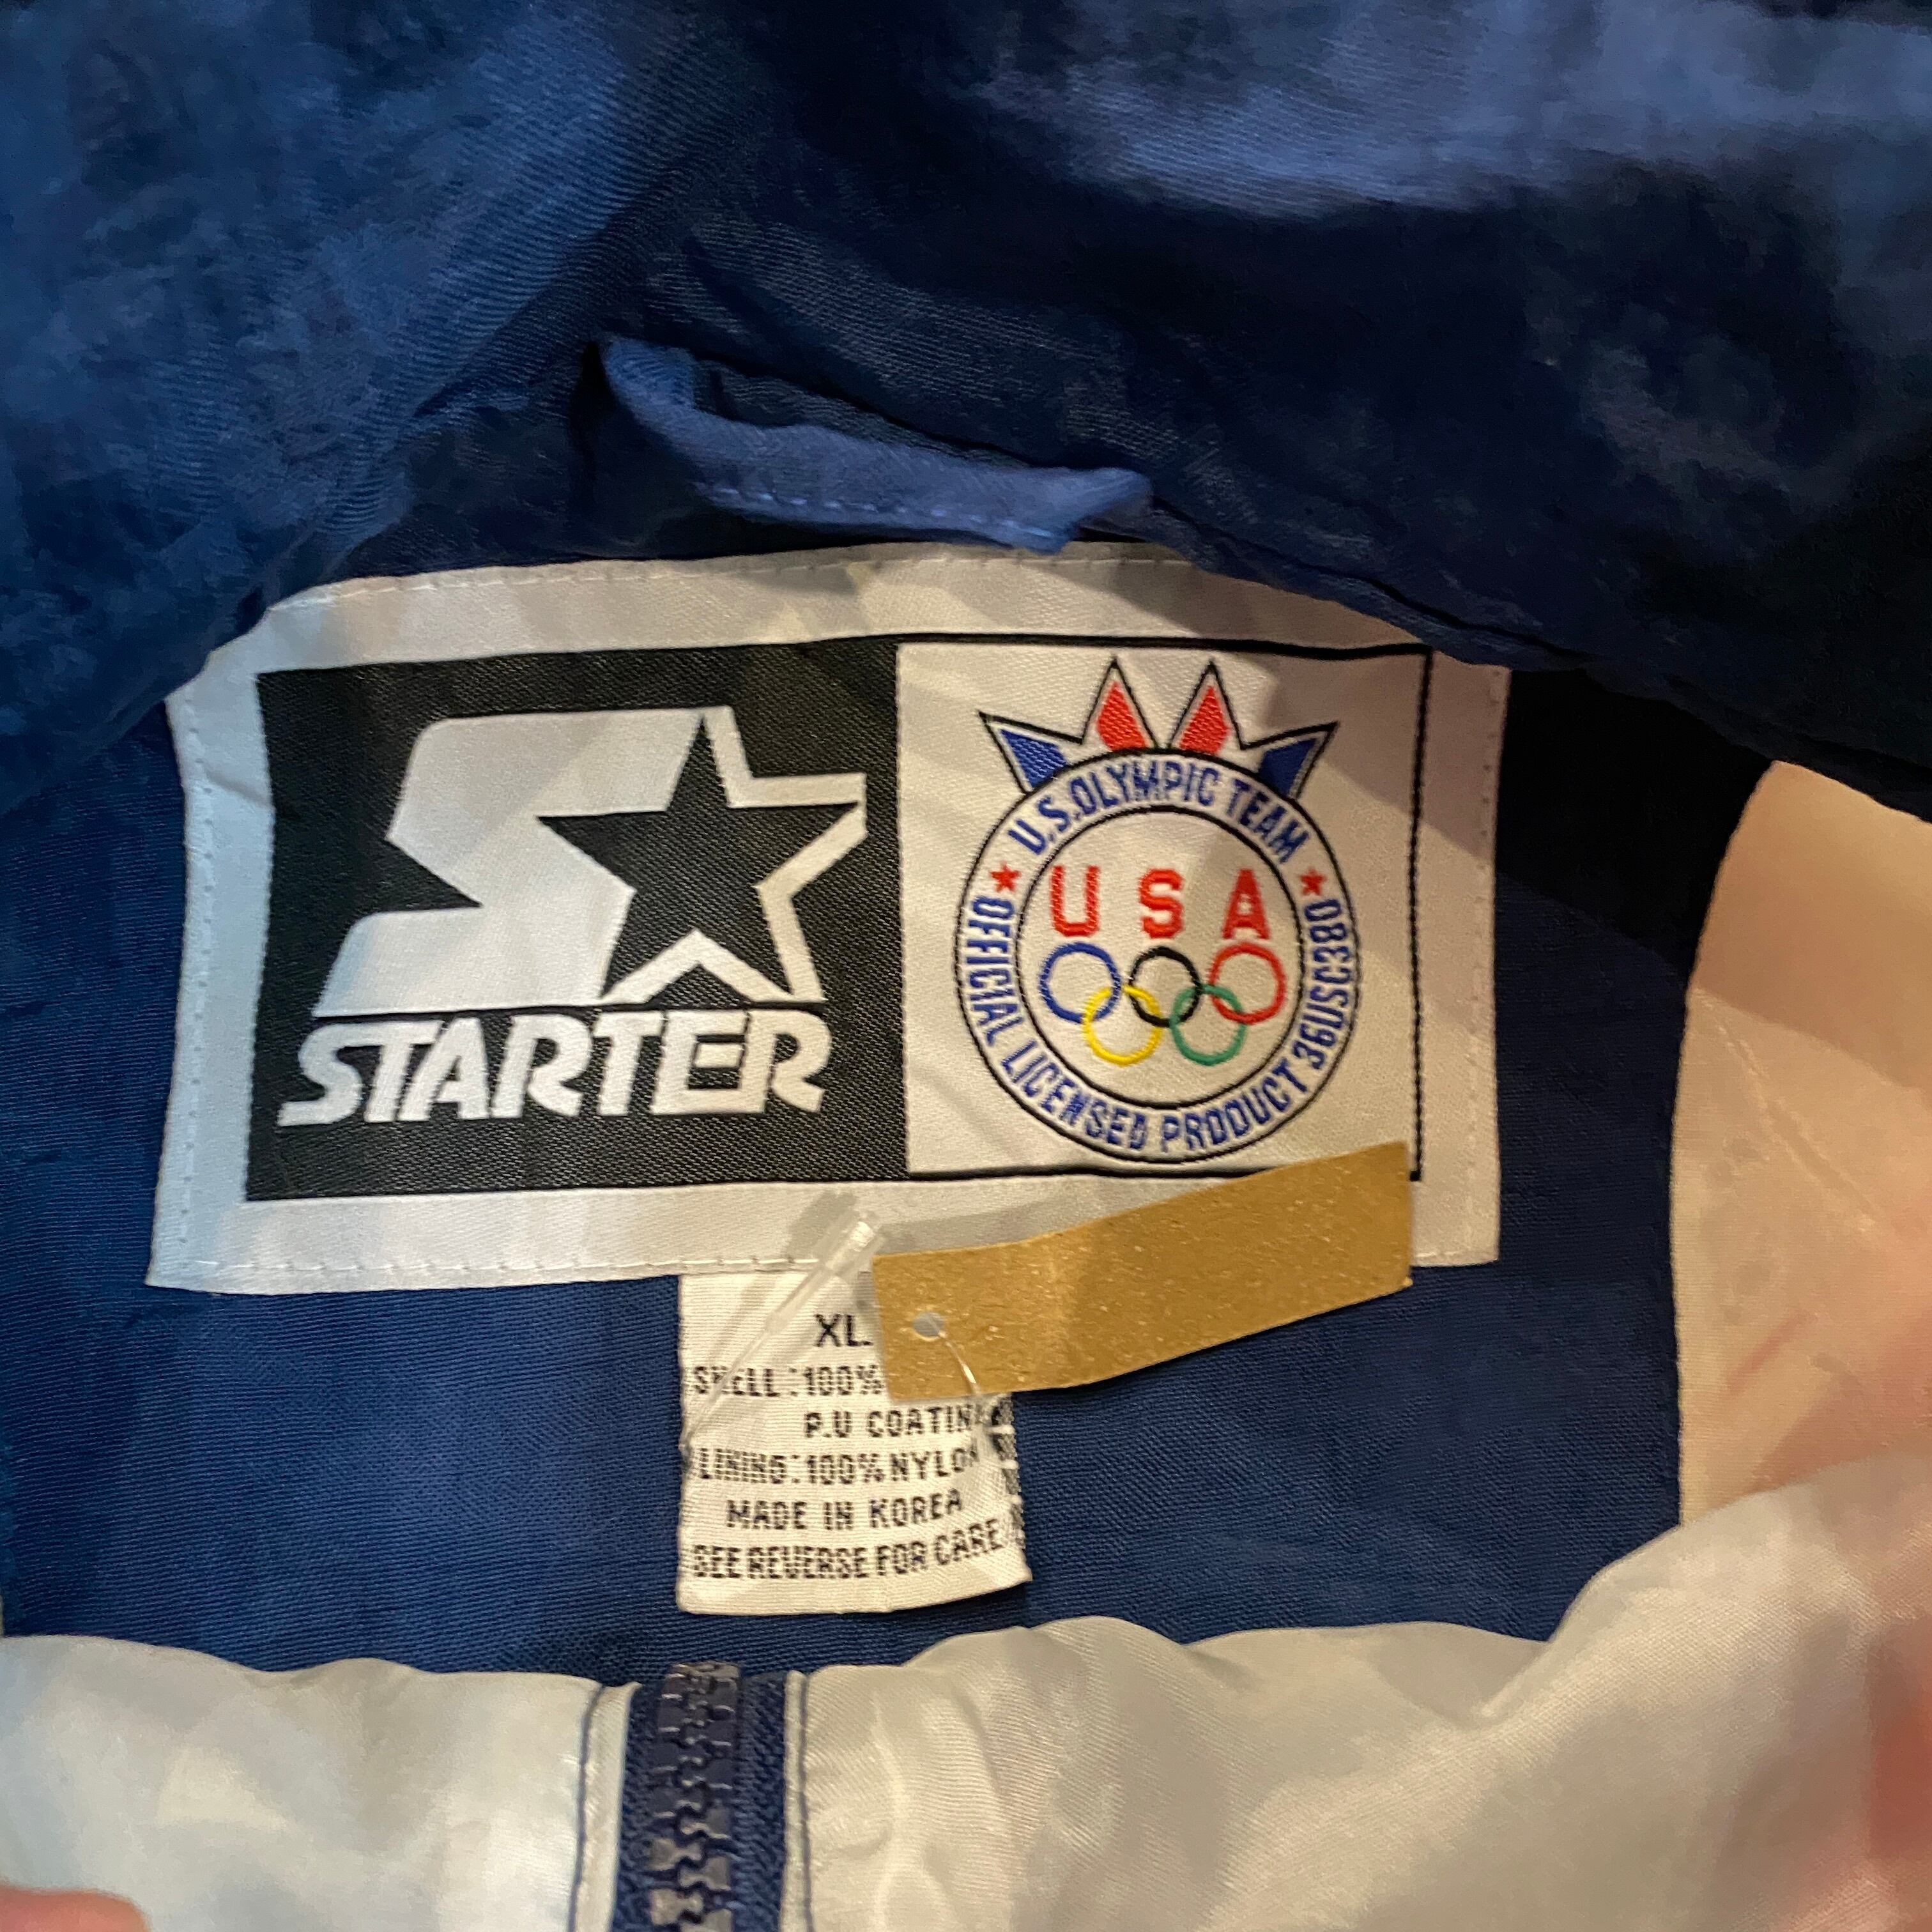 STARTER
U.S. OLYMPIC TEAM
USA
OFFICIAL LICENSED PRODUCT 36USC380
XL
SHELL:100%
P.U COATIN
LINING:100% NYLON
MADE IN KOREA
SEE REVERSE FOR CARE